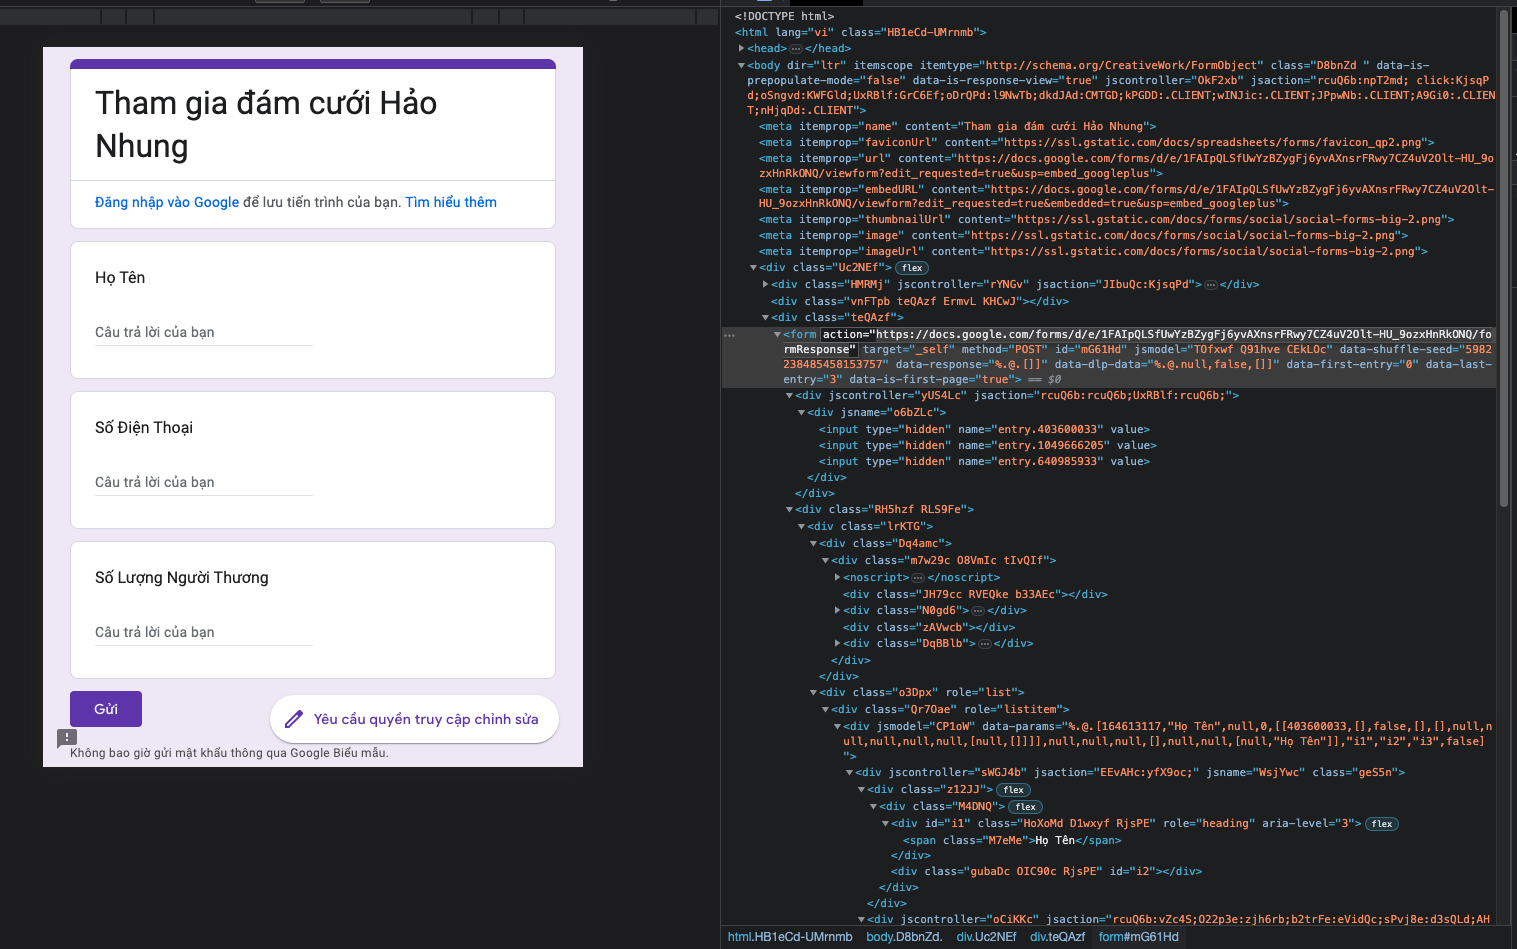 Tham gia đám cưới Hảo
Nhung
Đăng nhập vào Google để lưu tiến trình của bạn. Tìm hiểu thêm
Họ Tên
Câu trả lời của bạn
Số Điện Thoại
Câu trả lời của bạn
Số Lượng Người Thương
Câu trả lời của bạn
Gửi
Yêu cầu quyền truy cập chỉnh sửa
Không bao giờ gửi mật khẩu thông qua Google Biểu mẫu.
<!DOCTYPE html>
<html lang="vi" class="HB1eCd-UMrnmb">
<head>…</head>
<body dir="ltr" itemscope itemtype="http://schema.org/CreativeWork/FormObject" class="D8bnZd " data-is-
prepopulate-mode="false" data-is-response-view="true" jscontroller="OkF2xb" jsaction="rcuQ6b:npT2md; click:KjsqP
d;oSngvd:KWFGld;UxRBlf:GrC6Ef;oDrQPd:l9NwTb;dkdJAd:CMTGD;kPGDD:.CLIENT;wINJic:.CLIENT;JPpwNb:.CLIENT;A9Gi0:.CLIEN
T;nHjqDd:.CLIENT">
<meta itemprop="name" content="Tham gia đám cưới Hảo Nhung">
<meta itemprop="faviconUrl" content="https://ssl.gstatic.com/docs/spreadsheets/forms/favicon_qp2.png">
<meta itemprop="url" content="https://docs.google.com/forms/d/e/1FAIpQLSfUwYzBZygFj6yvAXnsrFRwy7CZ4uV2Olt-HU_9o
zxHnRkONQ/viewform?edit_requested=true&usp=embed_googleplus">
<meta itemprop="embedURL" content="https://docs.google.com/forms/d/e/1FAIpQLSfUwYzBZygFj6yvAXnsrFRwy7CZ4uV2Olt-
HU_9ozxHnRkONQ/viewform?edit_requested=true&embedded=true&usp=embed_googleplus">
<meta itemprop="thumbnailUrl" content="https://ssl.gstatic.com/docs/forms/social/social-forms-big-2.png">
<meta itemprop="image" content="https://ssl.gstatic.com/docs/forms/social/social-forms-big-2.png">
<meta itemprop="imageUrl" content="https://ssl.gstatic.com/docs/forms/social/social-forms-big-2.png">
<div class="Uc2NEf"> flex
<div class="HMRMj" jscontroller="rYNGv" jsaction="JIbuQc:KjsqPd">…</div>
<div class="vnFTpb teQAzf ErmvL KHCwJ"></div>
<div class="teQAzf">
<form action="https://docs.google.com/forms/d/e/1FAIpQLSfUwYzBZygFj6yvAXnsrFRwy7CZ4uV2Olt-HU_9ozxHnRkONQ/fo
rmResponse" target="_self" method="POST" id="mG61Hd" jsmodel="TOfxwf Q91hve CEkLOc" data-shuffle-seed="5982
238485458153757" data-response="%.@.[]]" data-dlp-data="%.@.null,false,[]]" data-first-entry="0" data-last-
entry="3" data-is-first-page="true"> == $0
<div jscontroller="yUS4Lc" jsaction="rcuQ6b:rcuQ6b;UxRBlf:rcuQ6b;">
<div jsname="o6bZLc">
<input type="hidden" name="entry.403600033" value>
<input type="hidden" name="entry.1049666205" value>
<input type="hidden" name="entry.640985933" value>
</div>
</div>
<div class="RH5hzf RLS9Fe">
<div class="lrKTG">
<div class="Dq4amc">
<div class="m7w29c O8VmIc tIvQIf">
<noscript>…</noscript>
<div class="JH79cc RVEQke b33AEc"></div>
<div class="N0gd6">…</div>
<div class="zAVwcb"></div>
<div class="DqBBlb">…</div>
</div>
</div>
<div class="o3Dpx" role="list">
<div class="Qr7Oae" role="listitem">
<div jsmodel="CP1oW" data-params="%.@.[164613117,"Họ Tên",null,0,[[403600033,[],false,[],[],null,n
ull,null,null,null,[null,[]]]],null,null,null,[],null,null,[null,"Họ Tên"]],"i1","i2","i3",false]
">
<div jscontroller="sWGJ4b" jsaction="EEvAHc:yfX9oc;" jsname="WsjYwc" class="geS5n">
<div class="z12JJ"> flex
<div class="M4DNQ"> flex
<div id="i1" class="HoXoMd D1wxyf RjsPE" role="heading" aria-level="3"> flex
<span class="M7eMe">Họ Tên</span>
</div>
<div class="gubaDc OIC90c RjsPE" id="i2"></div>
</div>
</div>
<div jscontroller="oCiKKc" jsaction="rcuQ6b:vZc4S;O22p3e:zjh6rb;b2trFe:eVidQc;sPvj8e:d3sQLd;AH
html.HB1eCd-UMrnmb body.D8bnZd. div.Uc2NEf div.teQAzf form#mG61Hd